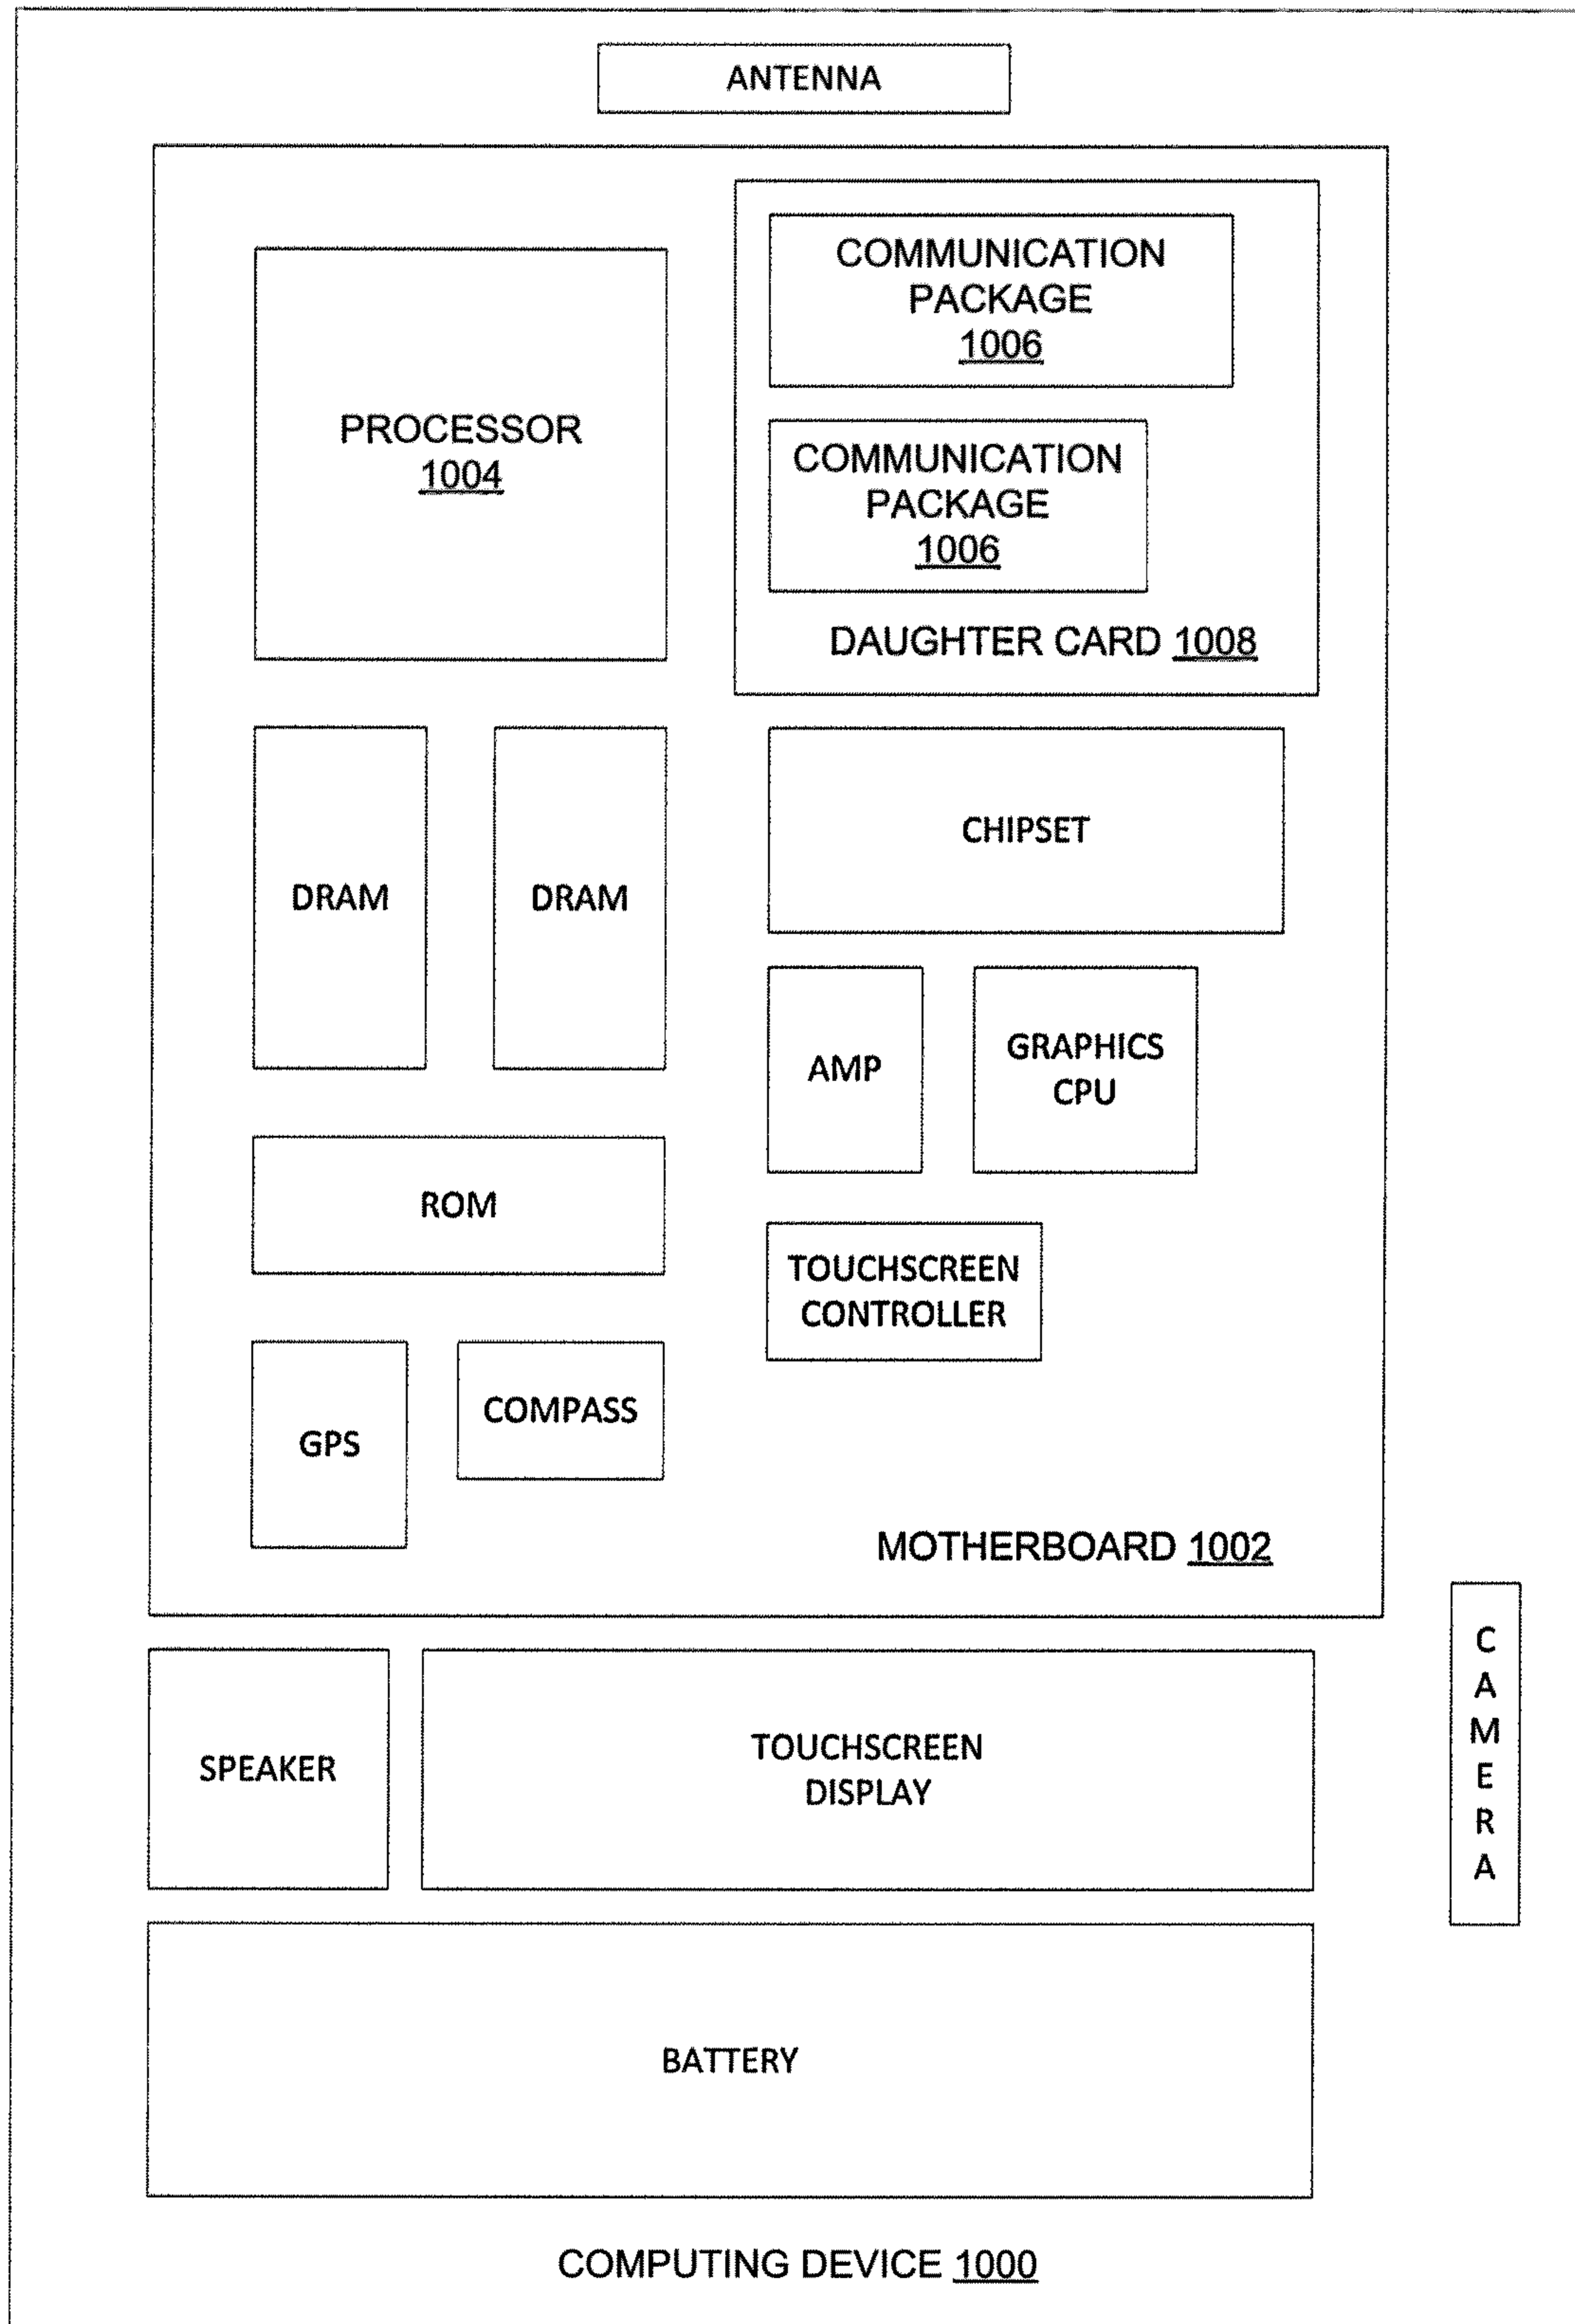 ANTENNA
COMMUNICATION
PACKAGE
1006
PROCESSOR
1004
COMMUNICATION
PACKAGE
1006
DAUGHTER CARD 1008
DRAM
DRAM
CHIPSET
AMP
GRAPHICS
CPU
ROM
TOUCHSCREEN
CONTROLLER
GPS
COMPASS
MOTHERBOARD 1002
CAMERA
SPEAKER
TOUCHSCREEN
DISPLAY
BATTERY
COMPUTING DEVICE 1000